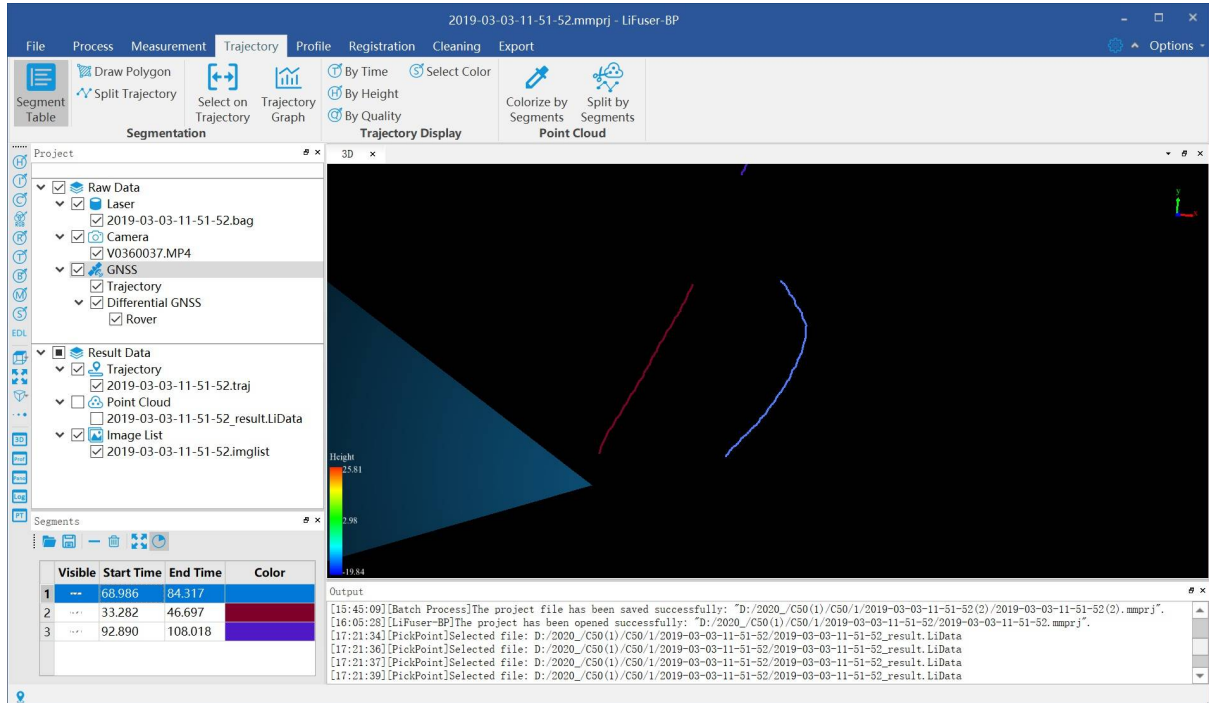 2019-03-03-11-51-52.mmprj - LiFuser-BP
File Process Measurement Trajectory Profile Registration Cleaning Export Options
Segment Table
Draw Polygon
Split Trajectory
Select on Trajectory
Trajectory Graph
Segmentation
By Time
Select Color
By Height
By Quality
Trajectory Display
Colorize by Segments
Split by Segments
Point Cloud
Project
Raw Data
Laser
2019-03-03-11-51-52.bag
Camera
V0360037.MP4
GNSS
Trajectory
Differential GNSS
Rover
Result Data
Trajectory
2019-03-03-11-51-52.traj
Point Cloud
2019-03-03-11-51-52_result.LiData
Image List
2019-03-03-11-51-52.imglist
EDL
3D
Log
PT
Segments
Visible Start Time End Time Color
1 68.986 84.317
2 33.282 46.697
3 92.890 108.018
3D
y
x
Height
25.81
2.98
-19.84
Output
[15:45:09][Batch Process]The project file has been saved successfully: "D:/2020_/C50(1)/C50/1/2019-03-03-11-51-52(2)/2019-03-03-11-51-52(2).mmprj".
[16:05:28][LiFuser-BP]The project has been opened successfully: "D:/2020_/C50(1)/C50/1/2019-03-03-11-51-52/2019-03-03-11-51-52.mmprj".
[17:21:34][PickPoint]Selected file: D:/2020_/C50(1)/C50/1/2019-03-03-11-51-52/2019-03-03-11-51-52_result.LiData
[17:21:36][PickPoint]Selected file: D:/2020_/C50(1)/C50/1/2019-03-03-11-51-52/2019-03-03-11-51-52_result.LiData
[17:21:37][PickPoint]Selected file: D:/2020_/C50(1)/C50/1/2019-03-03-11-51-52/2019-03-03-11-51-52_result.LiData
[17:21:39][PickPoint]Selected file: D:/2020_/C50(1)/C50/1/2019-03-03-11-51-52/2019-03-03-11-51-52_result.LiData